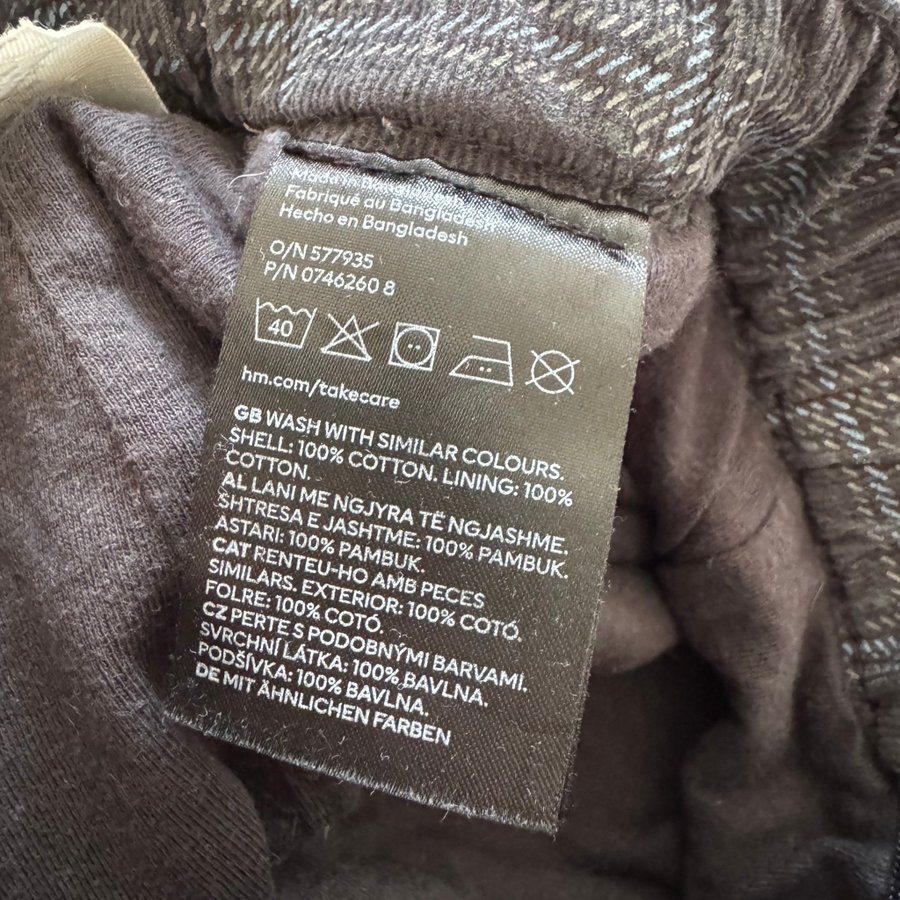 Made in Bangladesh
Fabriqué au Bangladesh
Hecho en Bangladesh
O/N 577935
P/N 0746260 8
40
hm.com/takecare
GB WASH WITH SIMILAR COLOURS.
SHELL: 100% COTTON. LINING: 100%
COTTON.
AL LANI ME NGJYRA TË NGJASHME.
SHTRESA E JASHTME: 100% PAMBUK.
ASTARI: 100% PAMBUK.
CAT RENTEU-HO AMB PECES
SIMILARS. EXTERIOR: 100% COTÓ.
FOLRE: 100% COTÓ.
CZ PERTE S PODOBNÝMI BARVAMI.
SVRCHNÍ LÁTKA: 100% BAVLNA.
PODŠÍVKA: 100% BAVLNA.
DE MIT ÄHNLICHEN FARBEN